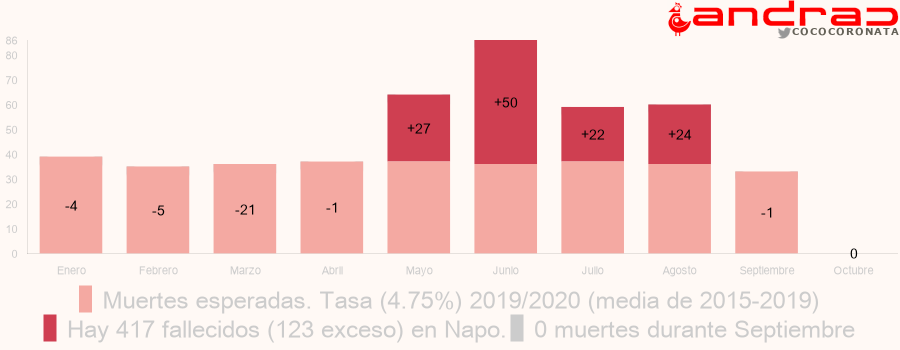 andrac
COCOCORONATA
86
80
70
60
50
40
30
20
10
0
+27 +50 +22 +24
-4 -5 -21 -1 -1 0
Enero Febrero Marzo Abril Mayo Junio Julio Agosto Septiembre Octubre
Muertes esperadas. Tasa (4.75%) 2019/2020 (media de 2015-2019)
Hay 417 fallecidos (123 exceso) en Napo. 0 muertes durante Septiembre